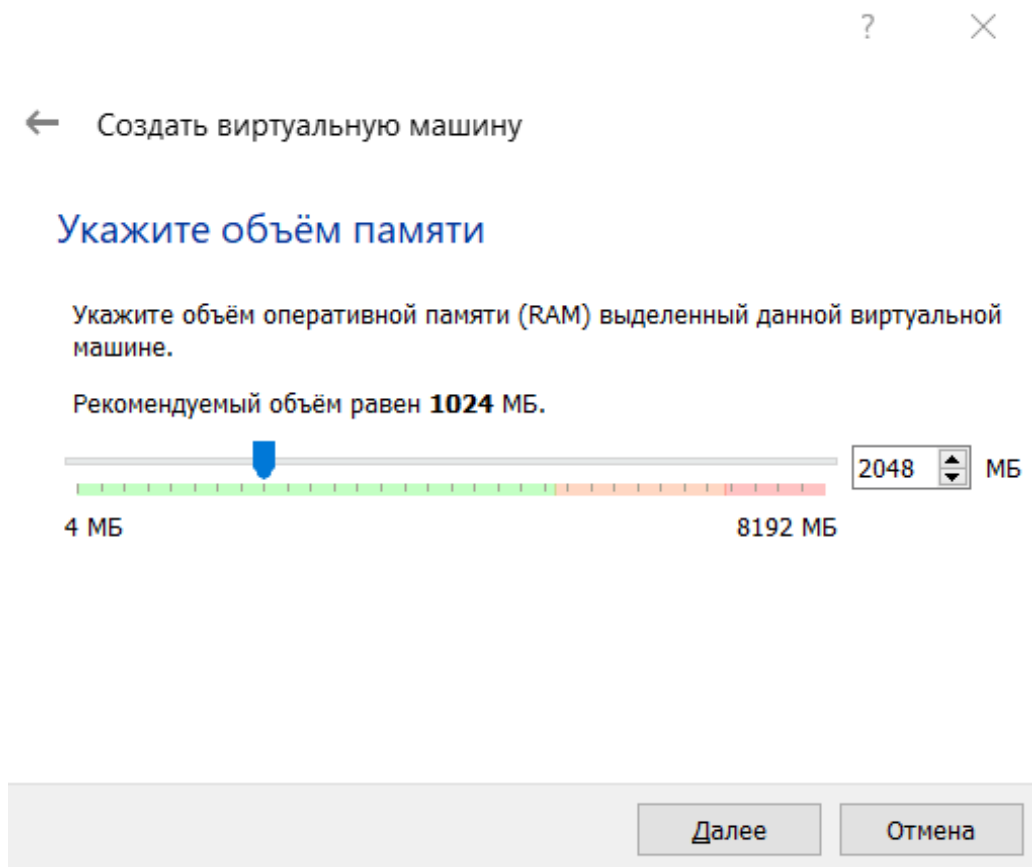 ?
Создать виртуальную машину
Укажите объём памяти
Укажите объём оперативной памяти (RAM) выделенный данной виртуальной
машине.
Рекомендуемый объём равен 1024 МБ.
2048 МБ
4 МБ 8192 МБ
Далее Отмена